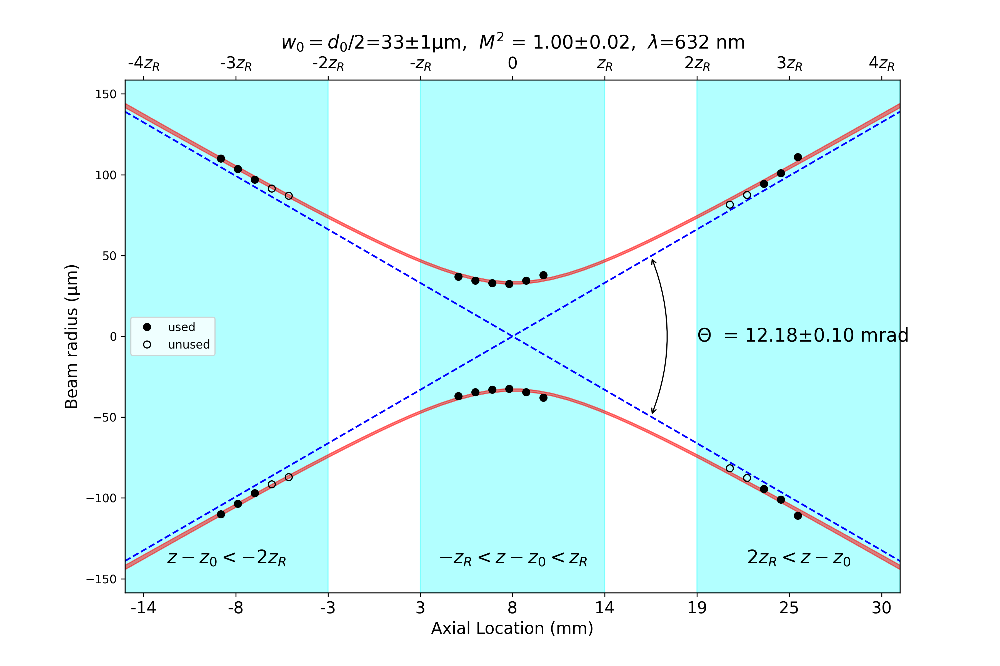 w₀ = d₀/2=33±1μm, M² = 1.00±0.02, λ=632 nm
-4z_R -3z_R -2z_R -z_R 0 z_R 2z_R 3z_R 4z_R
150
100
50
0
−50
−100
−150
Beam radius (μm)
used
unused
Θ = 12.18±0.10 mrad
z − z₀ < −2z_R
−z_R < z − z₀ < z_R
2z_R < z − z₀
-14 -8 -3 3 8 14 19 25 30
Axial Location (mm)